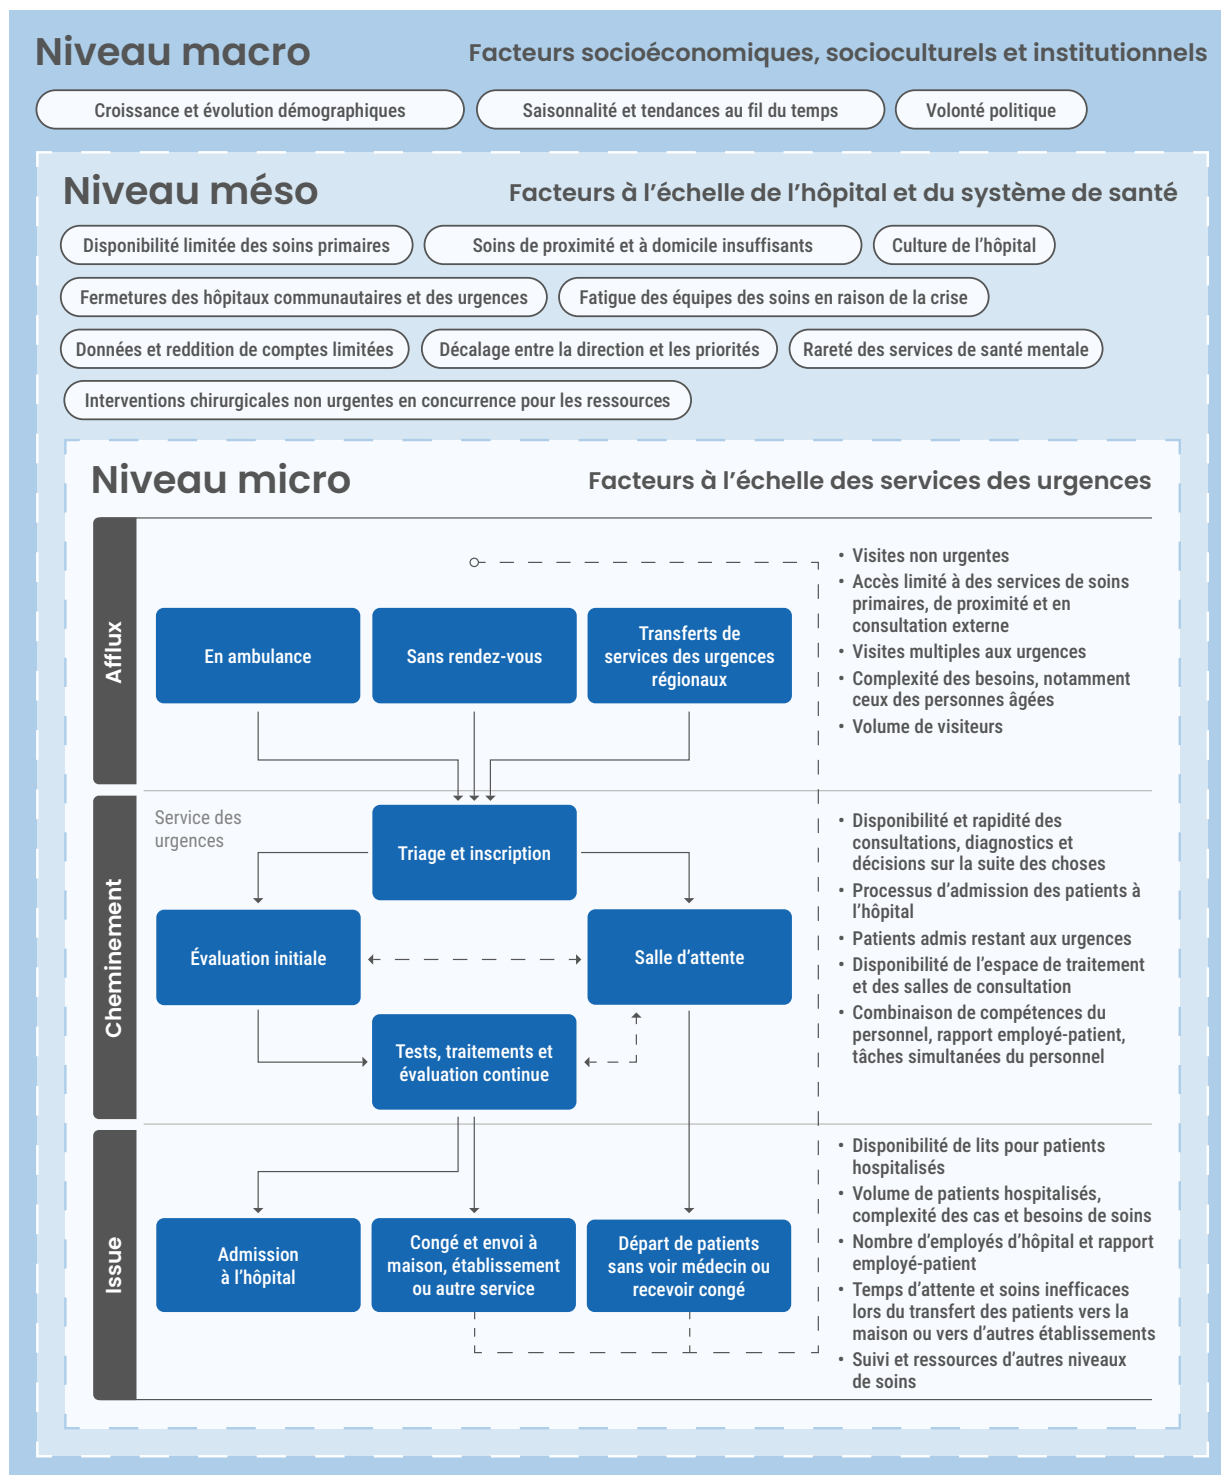 Niveau macro
Facteurs socioéconomiques, socioculturels et institutionnels
Croissance et évolution démographiques
Saisonnalité et tendances au fil du temps
Volonté politique
Niveau méso
Facteurs à l’échelle de l’hôpital et du système de santé
Disponibilité limitée des soins primaires
Soins de proximité et à domicile insuffisants
Culture de l’hôpital
Fermetures des hôpitaux communautaires et des urgences
Fatigue des équipes des soins en raison de la crise
Données et reddition de comptes limitées
Décalage entre la direction et les priorités
Rareté des services de santé mentale
Interventions chirurgicales non urgentes en concurrence pour les ressources
Niveau micro
Facteurs à l’échelle des services des urgences
Afflux
En ambulance
Sans rendez-vous
Transferts de
services des urgences
régionaux
• Visites non urgentes
• Accès limité à des services de soins
primaires, de proximité et en
consultation externe
• Visites multiples aux urgences
• Complexité des besoins, notamment
ceux des personnes âgées
• Volume de visiteurs
Cheminement
Service des
urgences
Triage et inscription
Évaluation initiale
Salle d’attente
Tests, traitements et
évaluation continue
• Disponibilité et rapidité des
consultations, diagnostics et
décisions sur la suite des choses
• Processus d’admission des patients à
l’hôpital
• Patients admis restant aux urgences
• Disponibilité de l’espace de traitement
et des salles de consultation
• Combinaison de compétences du
personnel, rapport employé-patient,
tâches simultanées du personnel
Issue
Admission
à l’hôpital
Congé et envoi à
maison, établissement
ou autre service
Départ de patients
sans voir médecin ou
recevoir congé
• Disponibilité de lits pour patients
hospitalisés
• Volume de patients hospitalisés,
complexité des cas et besoins de soins
• Nombre d’employés d’hôpital et rapport
employé-patient
• Temps d’attente et soins inefficaces
lors du transfert des patients vers la
maison ou vers d’autres établissements
• Suivi et ressources d’autres niveaux
de soins